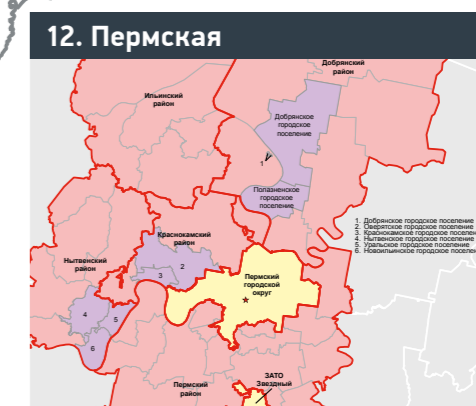 12. Пермская
Добрянский
район
Ильинский
район
Добрянское
городское
поселение
1
Полазненское
городское
поселение
1. Добрянское городское поселение
2. Оверятское городское поселение
3. Краснокамское городское поселен
4. Нытвенское городское поселение
5. Уральское городское поселение
6. Новоильинское городское поселен
Краснокамский
район
2
3
Нытвенский
район
Пермский
городской
округ
4
5
6
Пермский
район
ЗАТО
Звездный